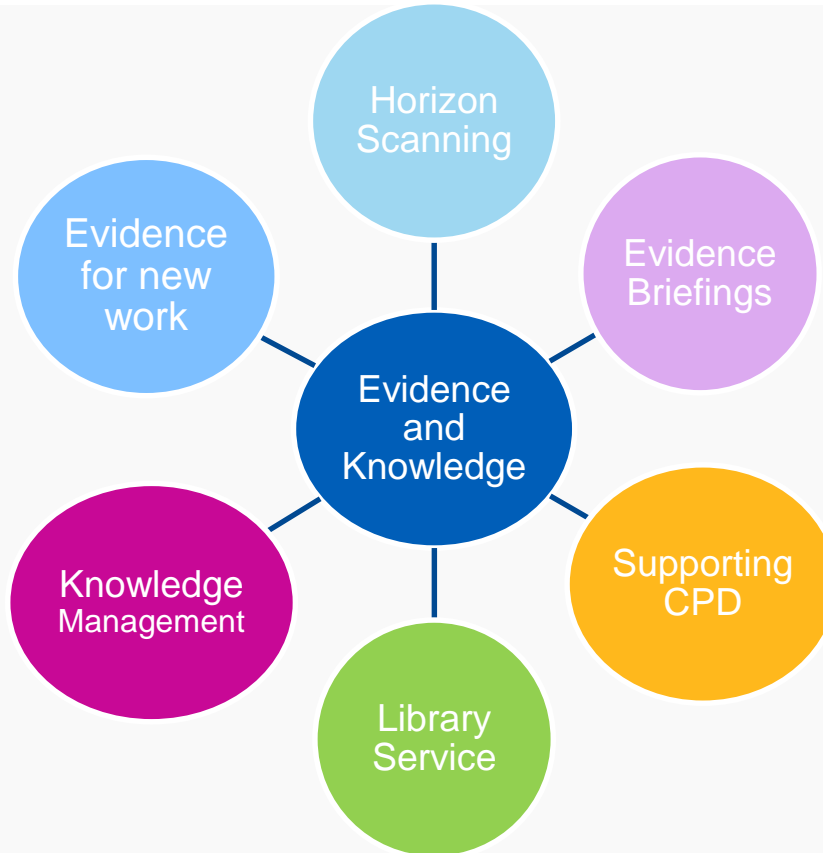 Horizon
Scanning
Evidence
Briefings
Supporting
CPD
Library
Service
Knowledge
Management
Evidence
for new
work
Evidence
and
Knowledge